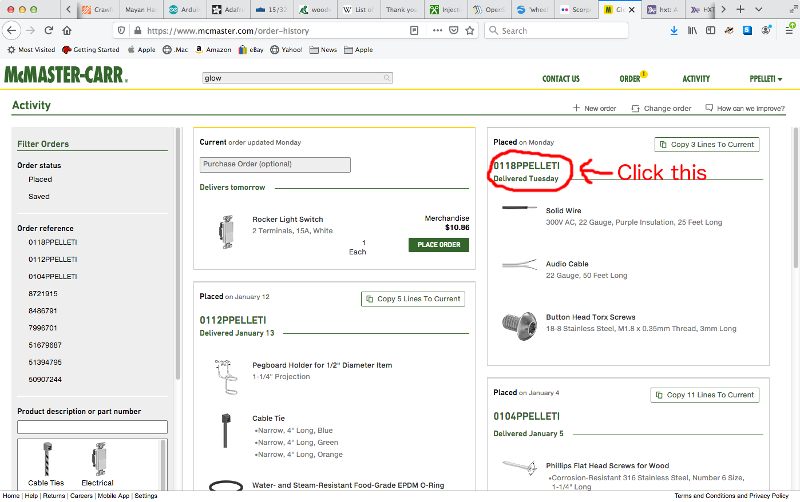 Crawf
Mayan Ha
Ardui
Adafr
15/32
woode
List of
Thank you
Inject
OpenS
'Wheel
Scorpi
Clo
hxt: A
HXT
https://www.mcmaster.com/order-history
Search
Most Visited
Getting Started
Apple
.Mac
Amazon
eBay
Yahoo!
News
Apple
McMASTER-CARR.
glow
CONTACT US
ORDER
1
ACTIVITY
PPELLETI
Activity
New order
Change order
How can we improve?
Filter Orders
Order status
Placed
Saved
Order reference
0118PPELLETI
0112PPELLETI
0104PPELLETI
8721915
8486791
7996701
51679687
51394795
50907244
Product description or part number
Cable Ties
Electrical
Current order updated Monday
Purchase Order (optional)
Delivers tomorrow
Rocker Light Switch
2 Terminals, 15A, White
1
Each
Merchandise
$10.86
PLACE ORDER
Placed on January 12
Copy 5 Lines To Current
0112PPELLETI
Delivered January 13
Pegboard Holder for 1/2" Diameter Item
1-1/4" Projection.
Cable Tie
•Narrow, 4" Long, Blue
•Narrow, 4" Long, Green
•Narrow, 4" Long, Orange
Water- and Steam-Resistant Food-Grade EPDM O-Ring
Placed on Monday
Copy 3 Lines To Current
0118PPELLETI
Delivered Tuesday
Click this
Solid Wire
300V AC, 22 Gauge, Purple Insulation, 25 Feet Long
Audio Cable
22 Gauge, 50 Feet Long
Button Head Torx Screws
18-8 Stainless Steel, M1.8 x 0.35mm Thread, 3mm Long
Placed on January 4
Copy 11 Lines To Current
0104PPELLETI
Delivered January 5
Phillips Flat Head Screws for Wood
•Corrosion-Resistant 316 Stainless Steel, Number 6 Size,
1-1/4" Long
Home | Help | Returns | Careers | Mobile App | Settings
Terms and Conditions and Privacy Policy